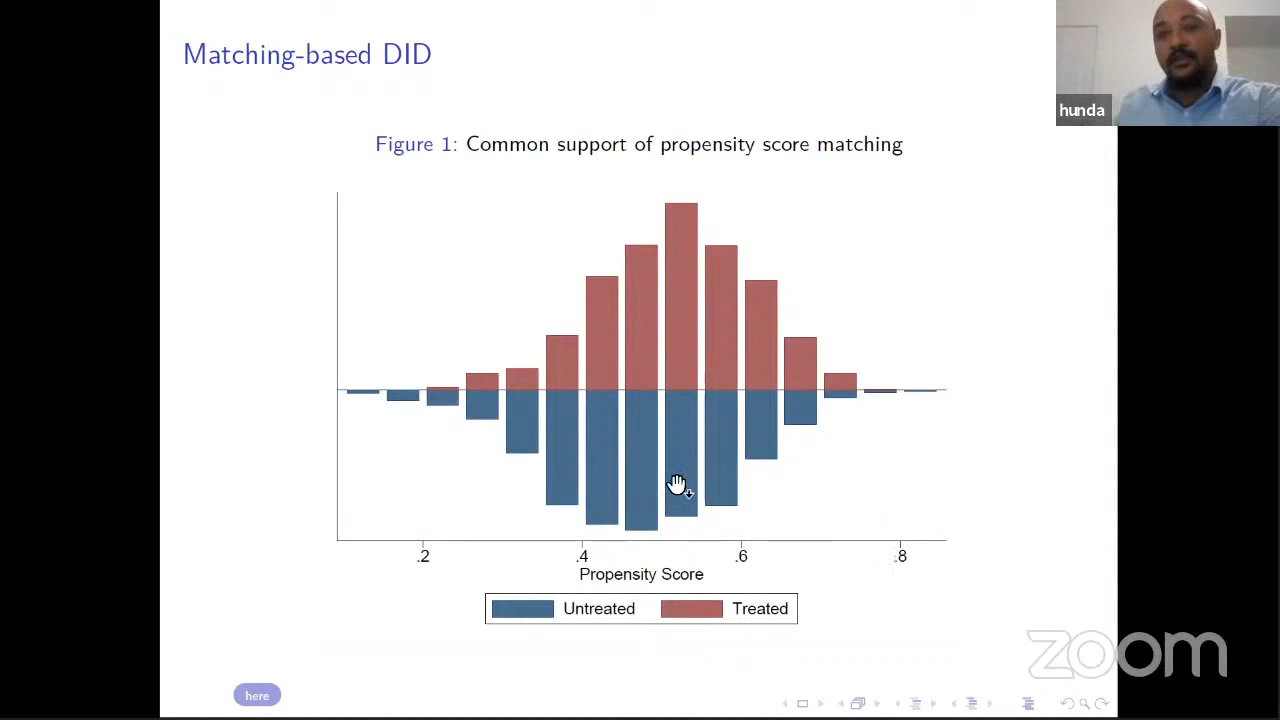 Matching-based DID
hunda
Figure 1: Common support of propensity score matching
.2 .4 .6 .8
Propensity Score
Untreated Treated
here
zoom